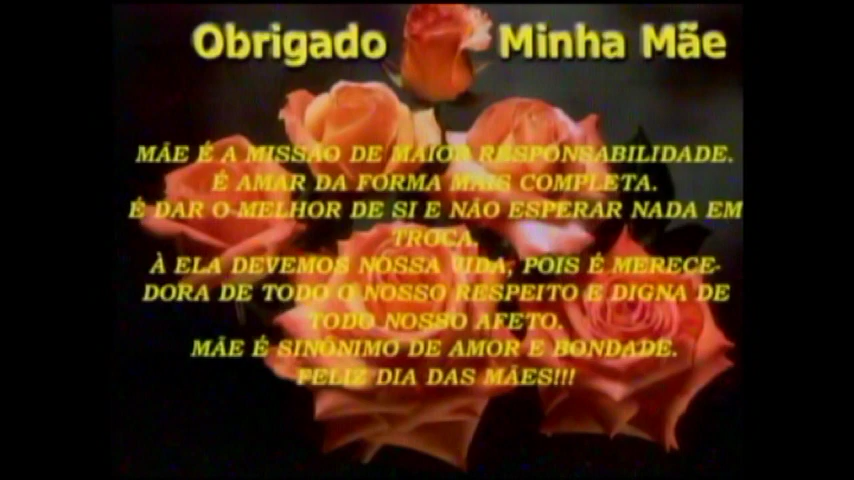 Obrigado Minha Mãe
MÃE É A MISSÃO DE MAIOR RESPONSABILIDADE.
É AMAR DA FORMA MAIS COMPLETA.
É DAR O MELHOR DE SI E NÃO ESPERAR NADA EM
TROCA.
À ELA DEVEMOS NOSSA VIDA, POIS É MERECE-
DORA DE TODO O NOSSO RESPEITO E DIGNA DE
TODO NOSSO AFETO.
MÃE É SINÔNIMO DE AMOR E BONDADE.
FELIZ DIA DAS MÃES!!!